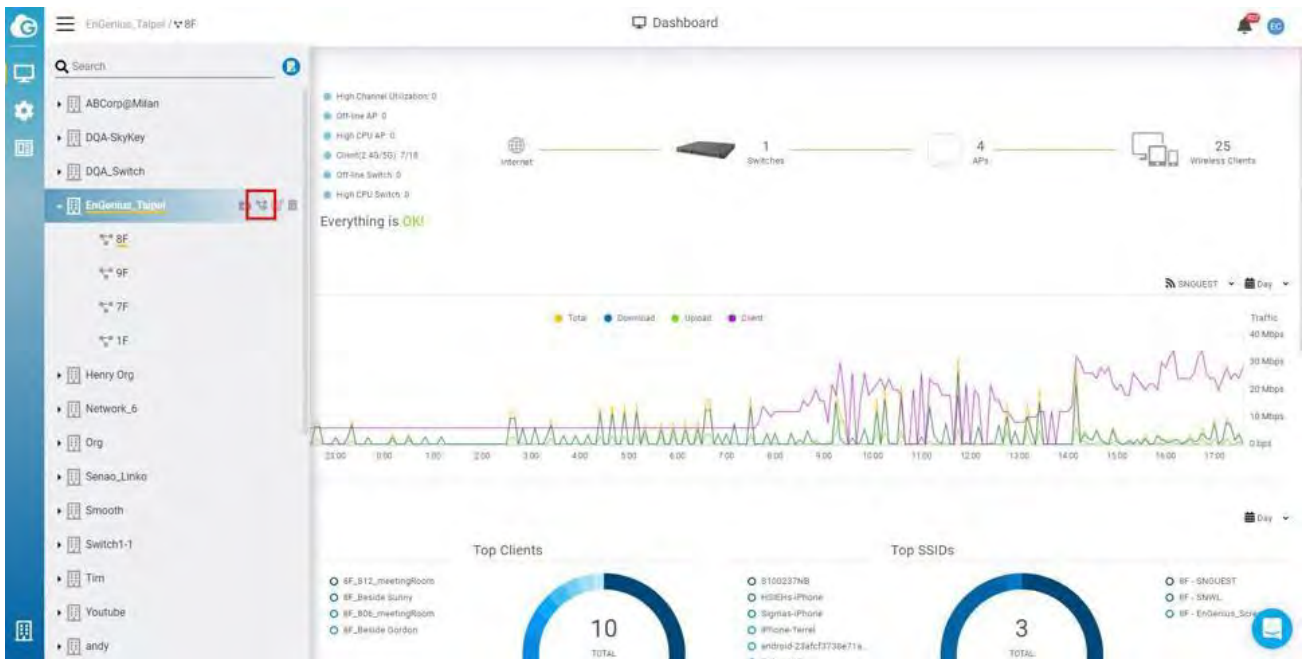 EnGenius_Taipei / 8F
Dashboard
EC
Search
ABCorp@Milan
DQA-SkyKey
DQA_Switch
EnGenius_Taipei
8F
9F
7F
1F
Henry Org
Network_6
Org
Senao_Linko
Smooth
Switch1-1
Tim
Youtube
andy
High Channel Utilization: 0
Off-line AP: 0
High CPU AP: 0
Client(2.4G/5G): 7/18
Off-line Switch: 0
High CPU Switch: 0
Everything is OK!
Internet
1
Switches
4
APs
25
Wireless Clients
SNGUEST
Day
Total Download Upload Client
Traffic
40 Mbps
30 Mbps
20 Mbps
10 Mbps
0 bps
23:00 0:00 1:00 2:00 3:00 4:00 5:00 6:00 7:00 8:00 9:00 10:00 11:00 12:00 13:00 14:00 15:00 16:00 17:00
Day
Top Clients
8F_812_meetingRoom
8F_Beside Sunny
8F_806_meetingRoom
8F_Beside Gordon
10
TOTAL
8100237NB
HSIEHs-iPhone
Sigmas-iPhone
iPhone-Terrel
Top SSIDs
3
TOTAL
8F - SNGUEST
8F - SNWL